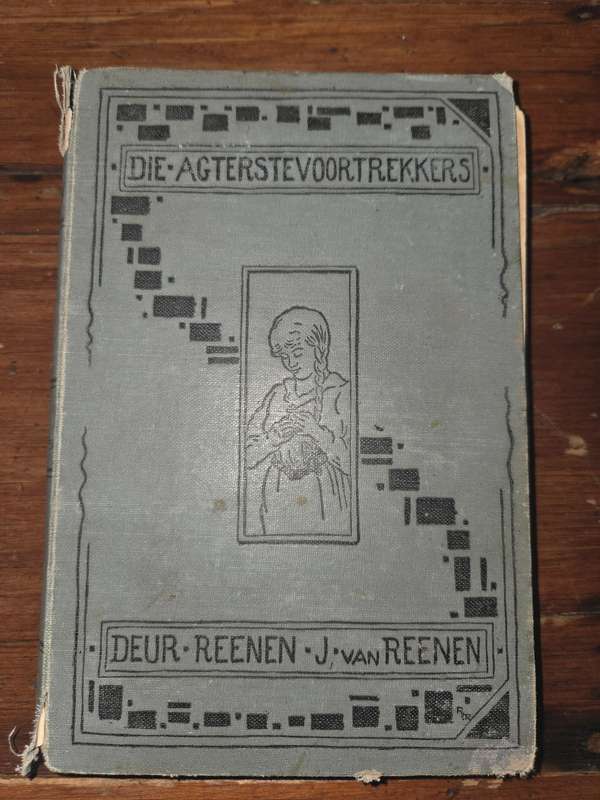 DIE·AGTERSTEVOORTREKKERS
DEUR·REENEN·J, VAN REENEN